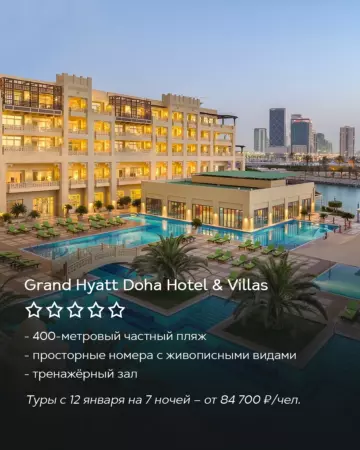 Grand Hyatt Doha Hotel & Villas
- 400-метровый частный пляж
- просторные номера с живописными видами
- тренажёрный зал
Туры с 12 января на 7 ночей – от 84 700 ₽/чел.